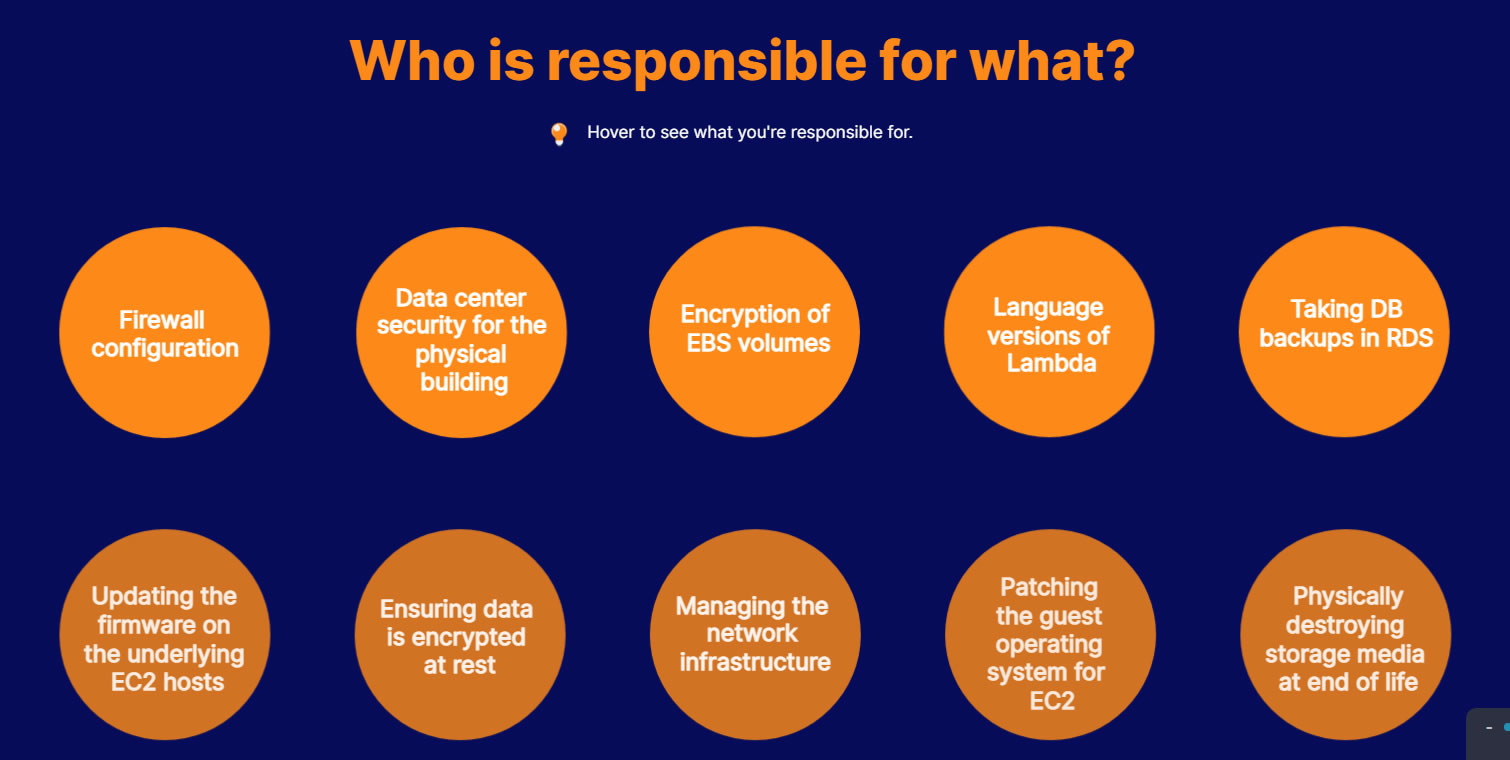 Who is responsible for what?
Hover to see what you're responsible for.
Firewall
configuration
Data center
security for the
physical
building
Encryption of
EBS volumes
Language
versions of
Lambda
Taking DB
backups in RDS
Updating the
firmware on
the underlying
EC2 hosts
Ensuring data
is encrypted
at rest
Managing the
network
infrastructure
Patching
the guest
operating
system for
EC2
Physically
destroying
storage media
at end of life